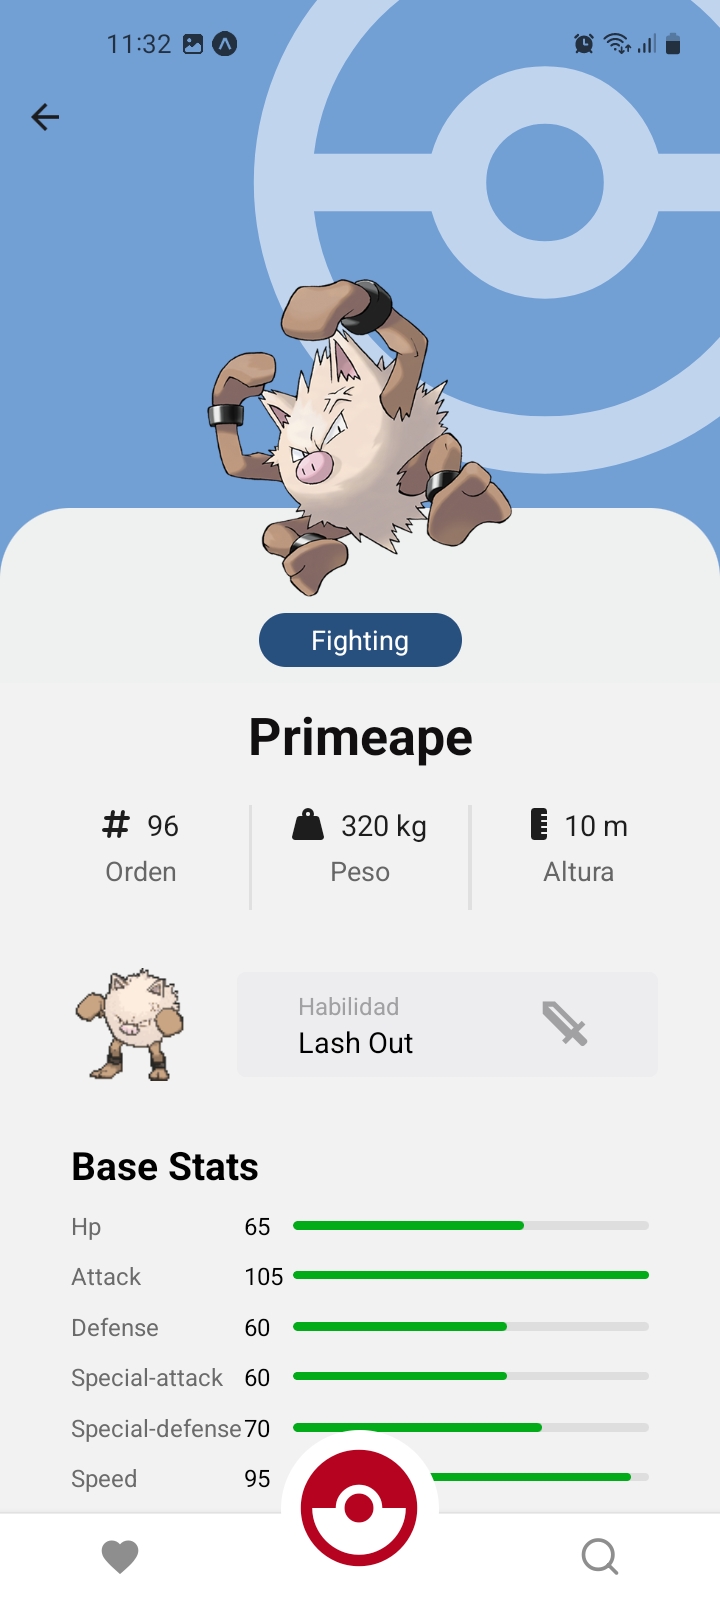 11:32
Fighting
Primeape
# 96
Orden
320 kg
Peso
10 m
Altura
Habilidad
Lash Out
Base Stats
Hp 65
Attack 105
Defense 60
Special-attack 60
Special-defense 70
Speed 95